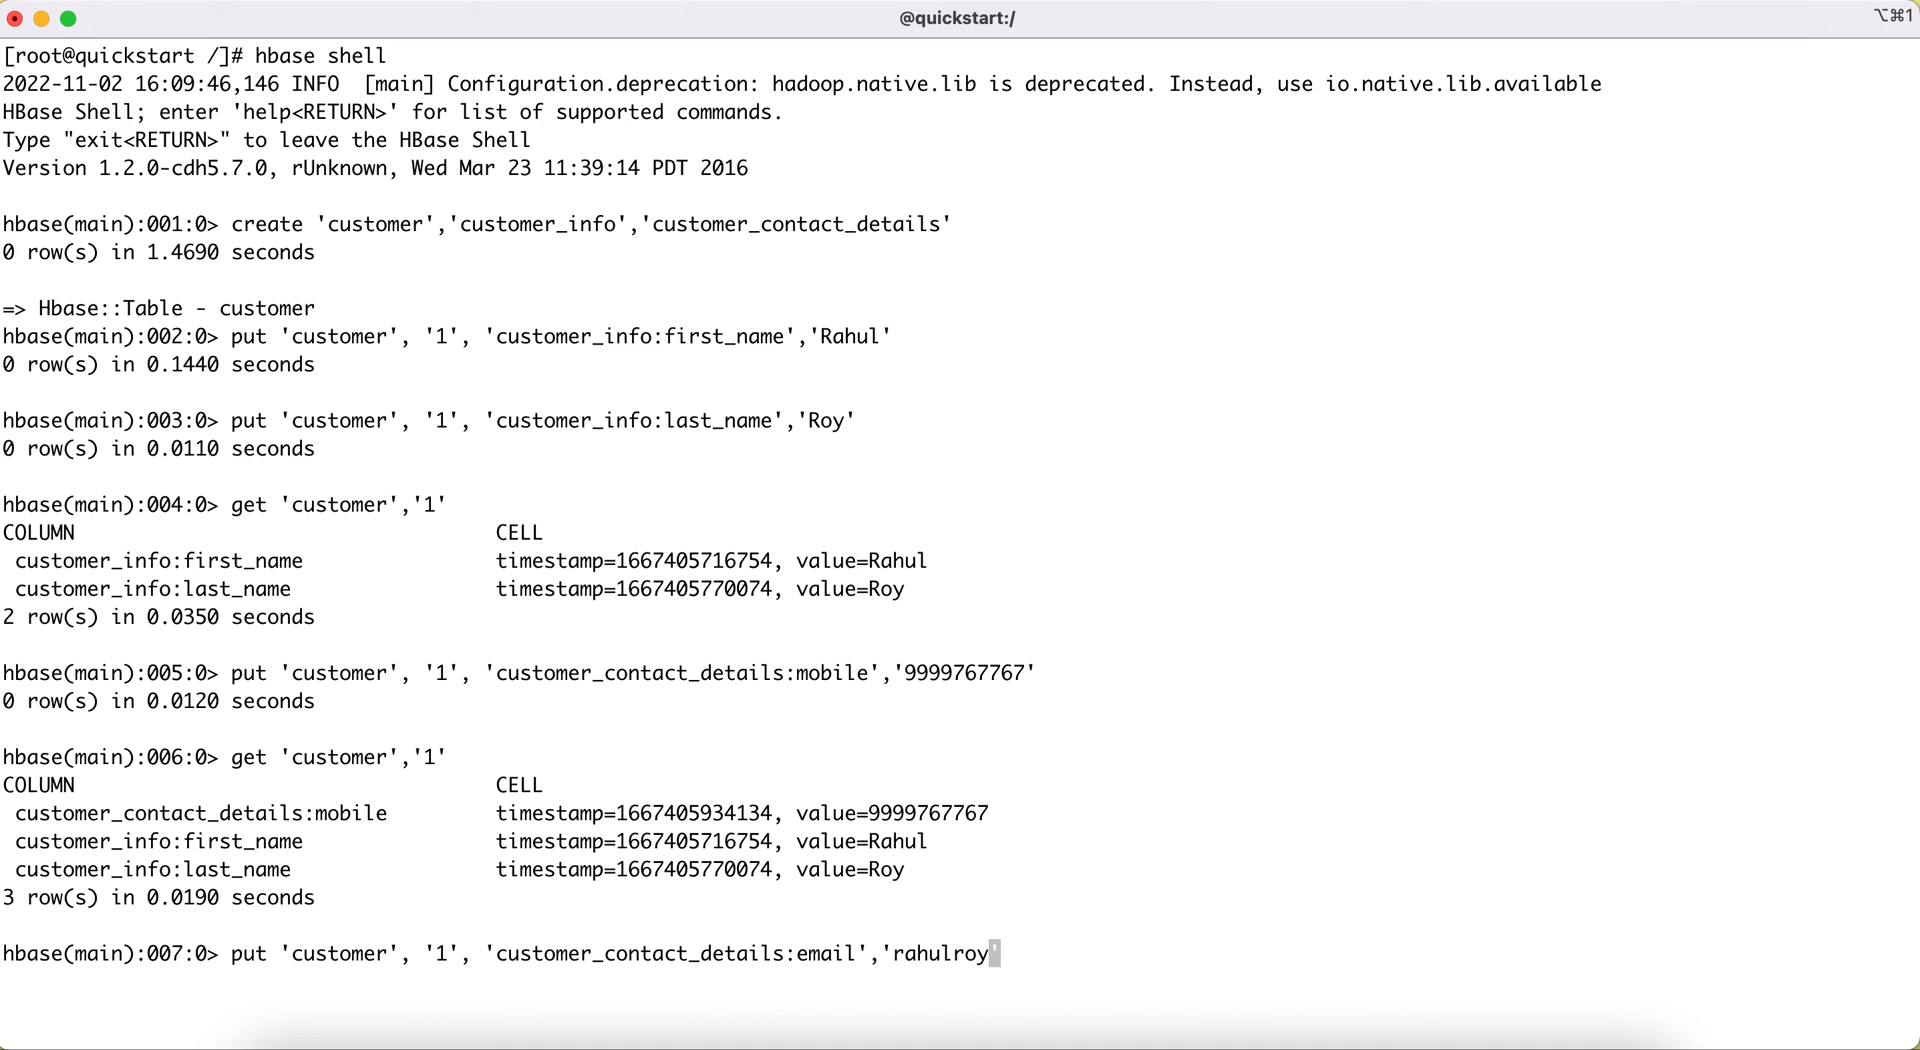 @quickstart:/
⌥⌘1
[root@quickstart /]# hbase shell
2022-11-02 16:09:46,146 INFO  [main] Configuration.deprecation: hadoop.native.lib is deprecated. Instead, use io.native.lib.available
HBase Shell; enter 'help<RETURN>' for list of supported commands.
Type "exit<RETURN>" to leave the HBase Shell
Version 1.2.0-cdh5.7.0, rUnknown, Wed Mar 23 11:39:14 PDT 2016
hbase(main):001:0> create 'customer','customer_info','customer_contact_details'
0 row(s) in 1.4690 seconds
=> Hbase::Table - customer
hbase(main):002:0> put 'customer', '1', 'customer_info:first_name','Rahul'
0 row(s) in 0.1440 seconds
hbase(main):003:0> put 'customer', '1', 'customer_info:last_name','Roy'
0 row(s) in 0.0110 seconds
hbase(main):004:0> get 'customer','1'
COLUMN                                   CELL
 customer_info:first_name                timestamp=1667405716754, value=Rahul
 customer_info:last_name                 timestamp=1667405770074, value=Roy
2 row(s) in 0.0350 seconds
hbase(main):005:0> put 'customer', '1', 'customer_contact_details:mobile','9999767767'
0 row(s) in 0.0120 seconds
hbase(main):006:0> get 'customer','1'
COLUMN                                   CELL
 customer_contact_details:mobile         timestamp=1667405934134, value=9999767767
 customer_info:first_name                timestamp=1667405716754, value=Rahul
 customer_info:last_name                 timestamp=1667405770074, value=Roy
3 row(s) in 0.0190 seconds
hbase(main):007:0> put 'customer', '1', 'customer_contact_details:email','rahulroy'